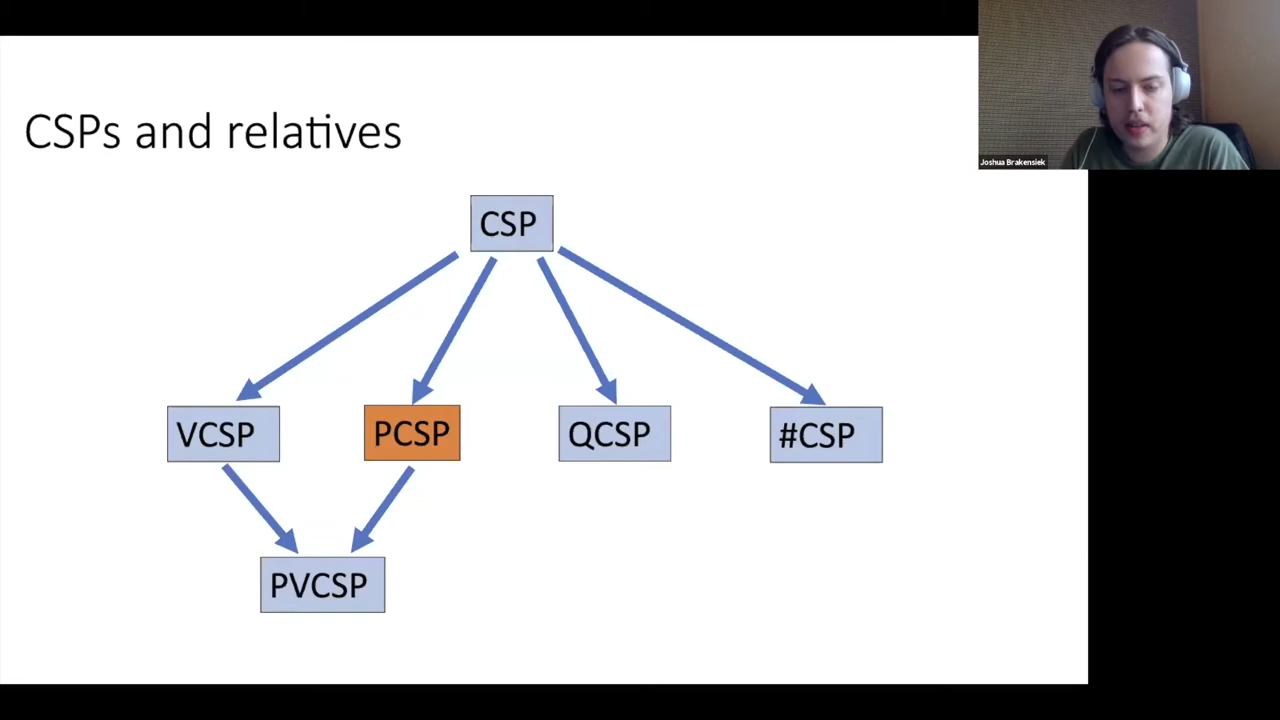 CSPs and relatives
Joshua Brakensiek
CSP
VCSP
PCSP
QCSP
#CSP
PVCSP